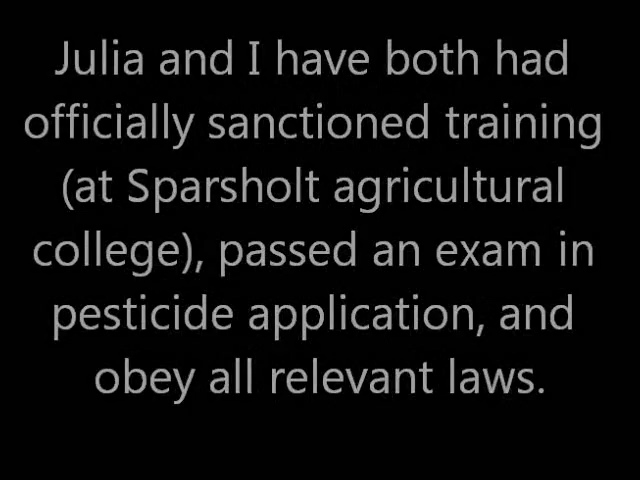 Julia and I have both had
officially sanctioned training
(at Sparsholt agricultural
college), passed an exam in
pesticide application, and
obey all relevant laws.